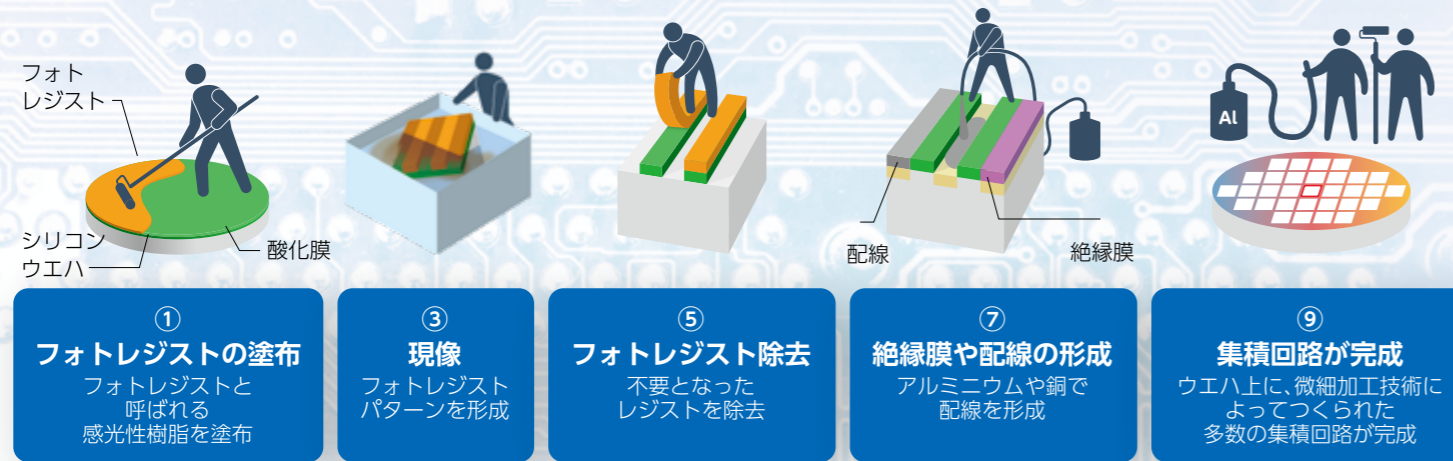 フォト
レジスト
シリコン
ウエハ
酸化膜
配線
絶縁膜
Al
①
フォトレジストの塗布
フォトレジストと
呼ばれる
感光性樹脂を塗布
③
現像
フォトレジスト
パターンを形成
⑤
フォトレジスト除去
不要となった
レジストを除去
⑦
絶縁膜や配線の形成
アルミニウムや銅で
配線を形成
⑨
集積回路が完成
ウエハ上に、微細加工技術に
よってつくられた
多数の集積回路が完成